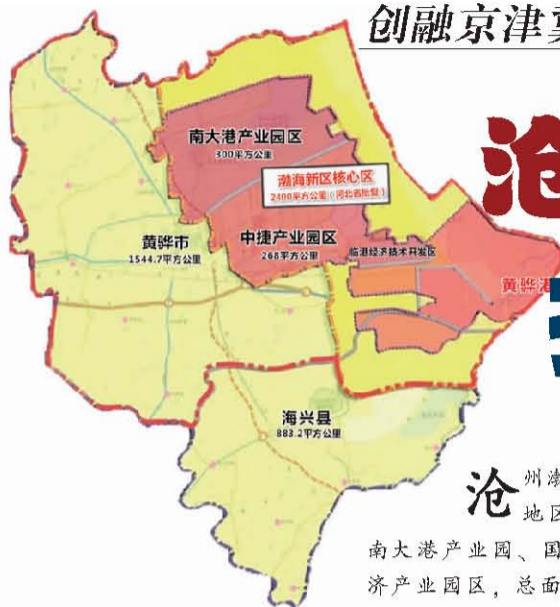 创融京津冀
沧
南大港产业园区
300平方公里
渤海新区核心区
2400平方公里（河北省批复）
黄骅市
1544.7平方公里
中捷产业园区
268平方公里
临港经济技术开发区
黄骅港
海兴县
883.2平方公里
沧州渤
地区
南大港产业园、国
济产业园区，总面